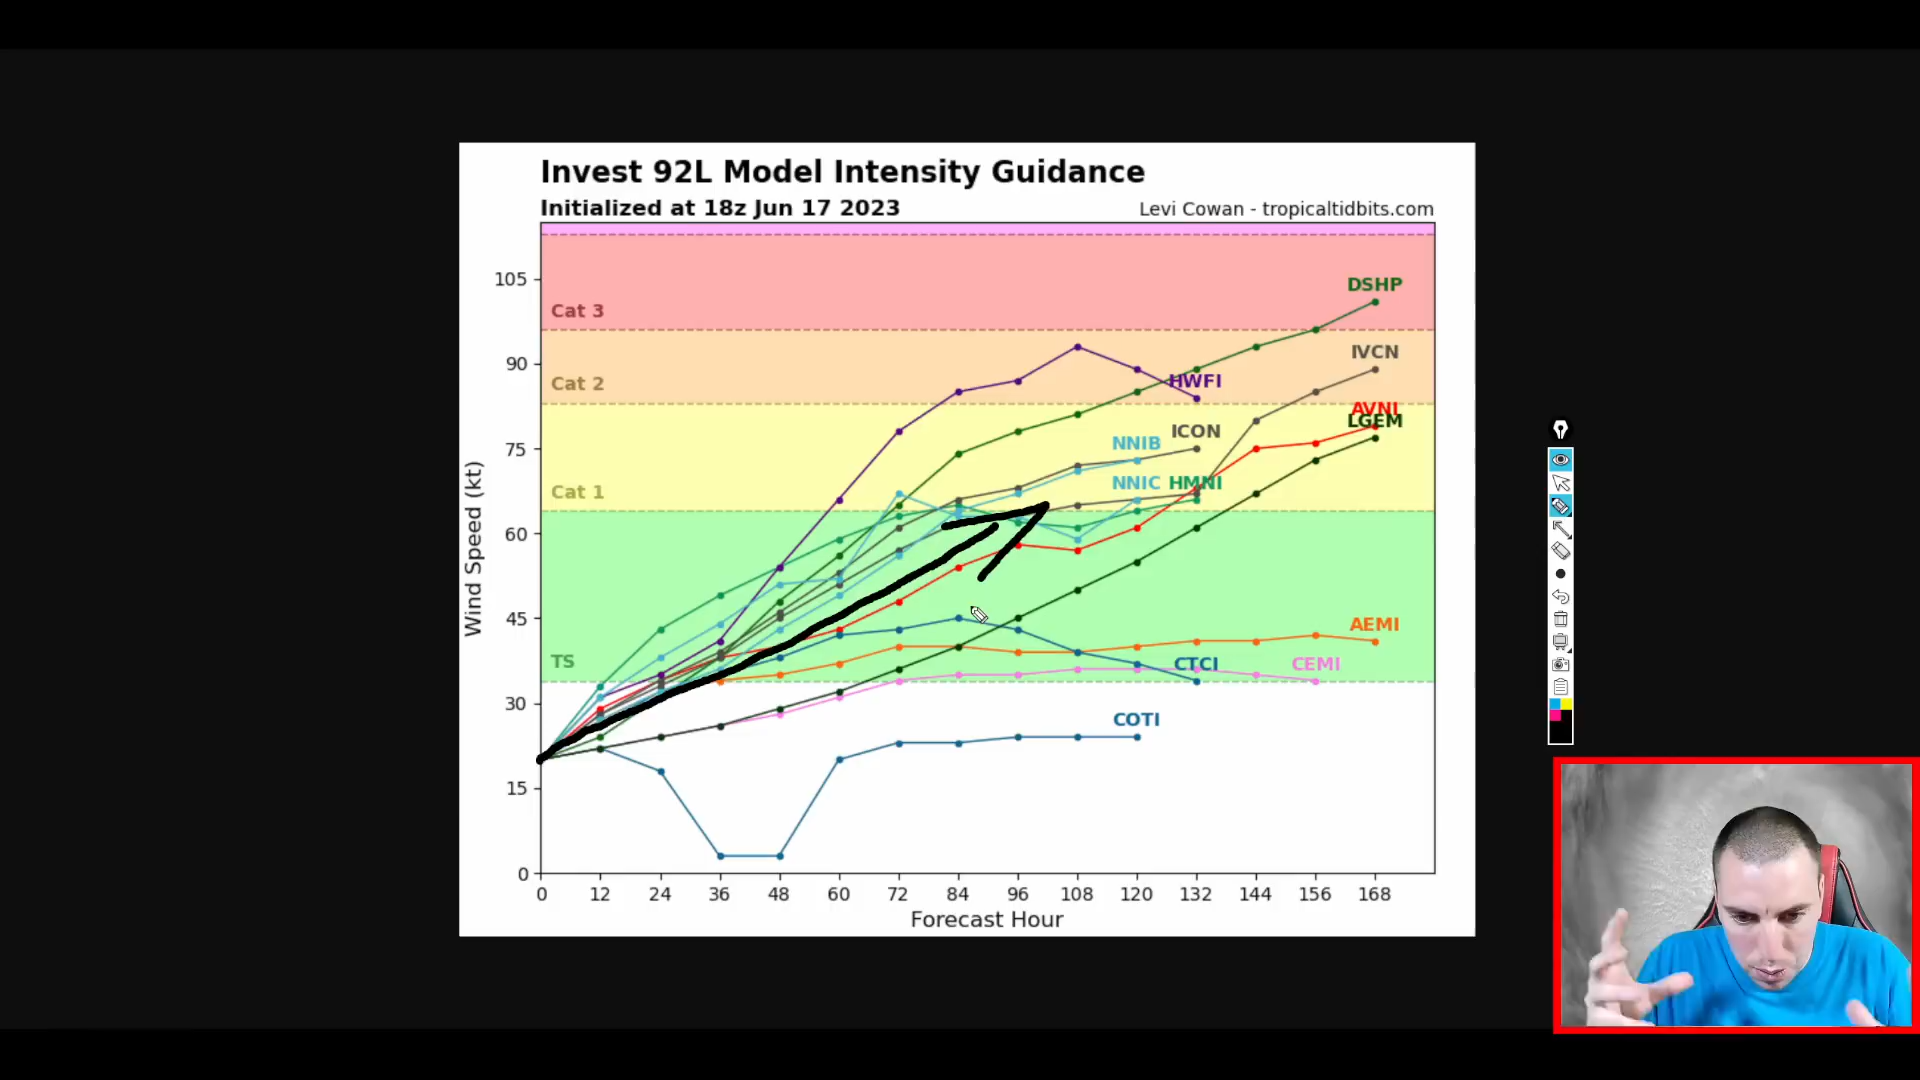 Invest 92L Model Intensity Guidance
Initialized at 18z Jun 17 2023
Levi Cowan - tropicaltidbits.com
105
90
75
60
45
30
15
0
Wind Speed (kt)
Cat 3
Cat 2
Cat 1
TS
DSHP
IVCN
HWFI
AVNI
LGEM
ICON
NNIB
NNIC
HMNI
AEMI
CTCI
CEMI
COTI
0 12 24 36 48 60 72 84 96 108 120 132 144 156 168
Forecast Hour